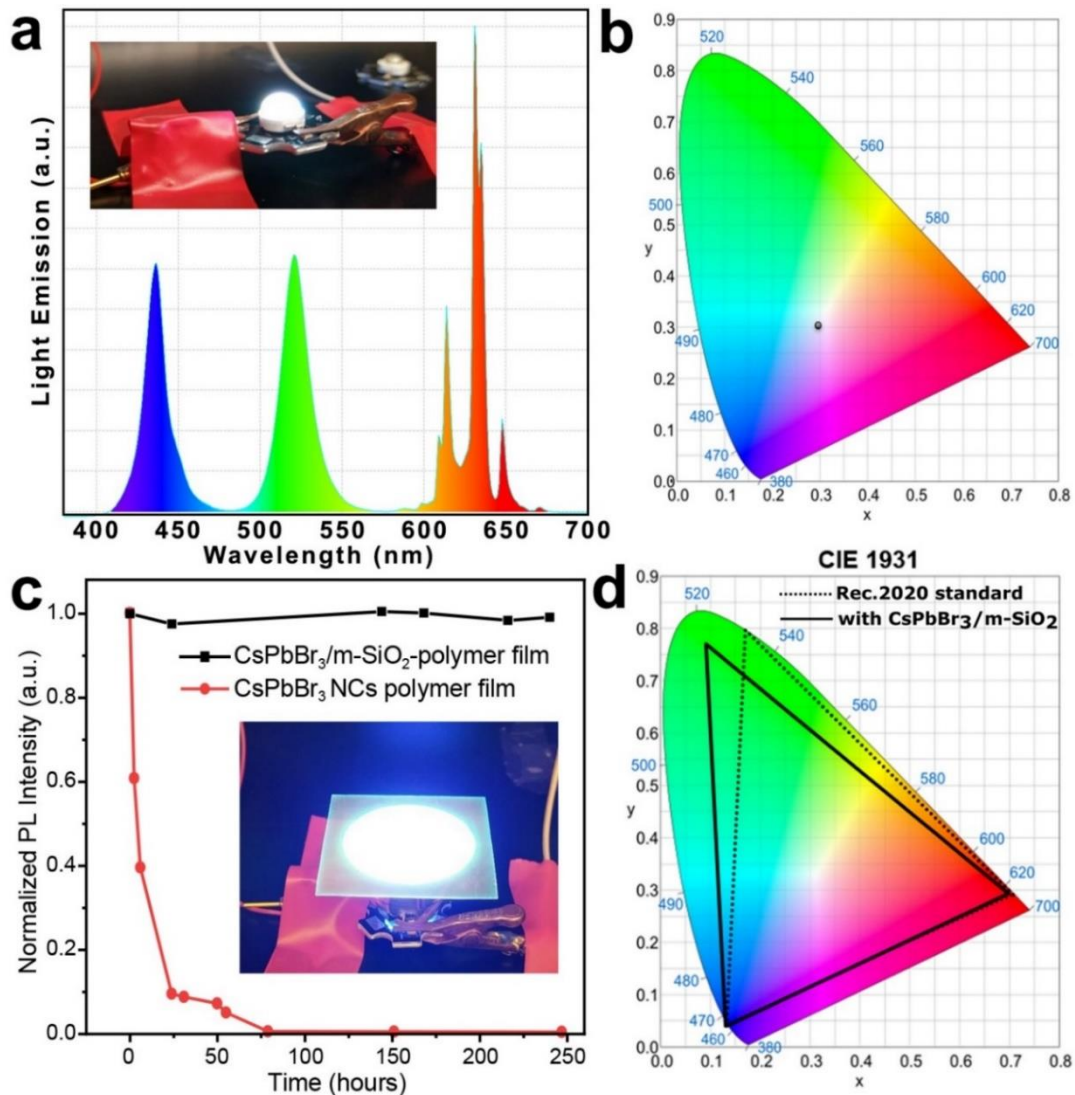 a
Light Emission (a.u.)
400 450 500 550 600 650 700
Wavelength (nm)
b
0.9
0.8
0.7
0.6
0.5
y
0.4
0.3
0.2
0.1
0.0
0.0 0.1 0.2 0.3 0.4 0.5 0.6 0.7 0.8
x
520
540
560
580
600
620
700
500
490
480
470
460
380
c
Normalized PL Intensity (a.u.)
1.0
0.8
0.6
0.4
0.2
0.0
CsPbBr₃/m-SiO₂-polymer film
CsPbBr₃ NCs polymer film
0 50 100 150 200 250
Time (hours)
CIE 1931
d
Rec.2020 standard
with CsPbBr₃/m-SiO₂
0.9
0.8
0.7
0.6
0.5
y
0.4
0.3
0.2
0.1
0.0
0.0 0.1 0.2 0.3 0.4 0.5 0.6 0.7 0.8
x
520
540
560
580
600
620
700
500
490
480
470
460
380